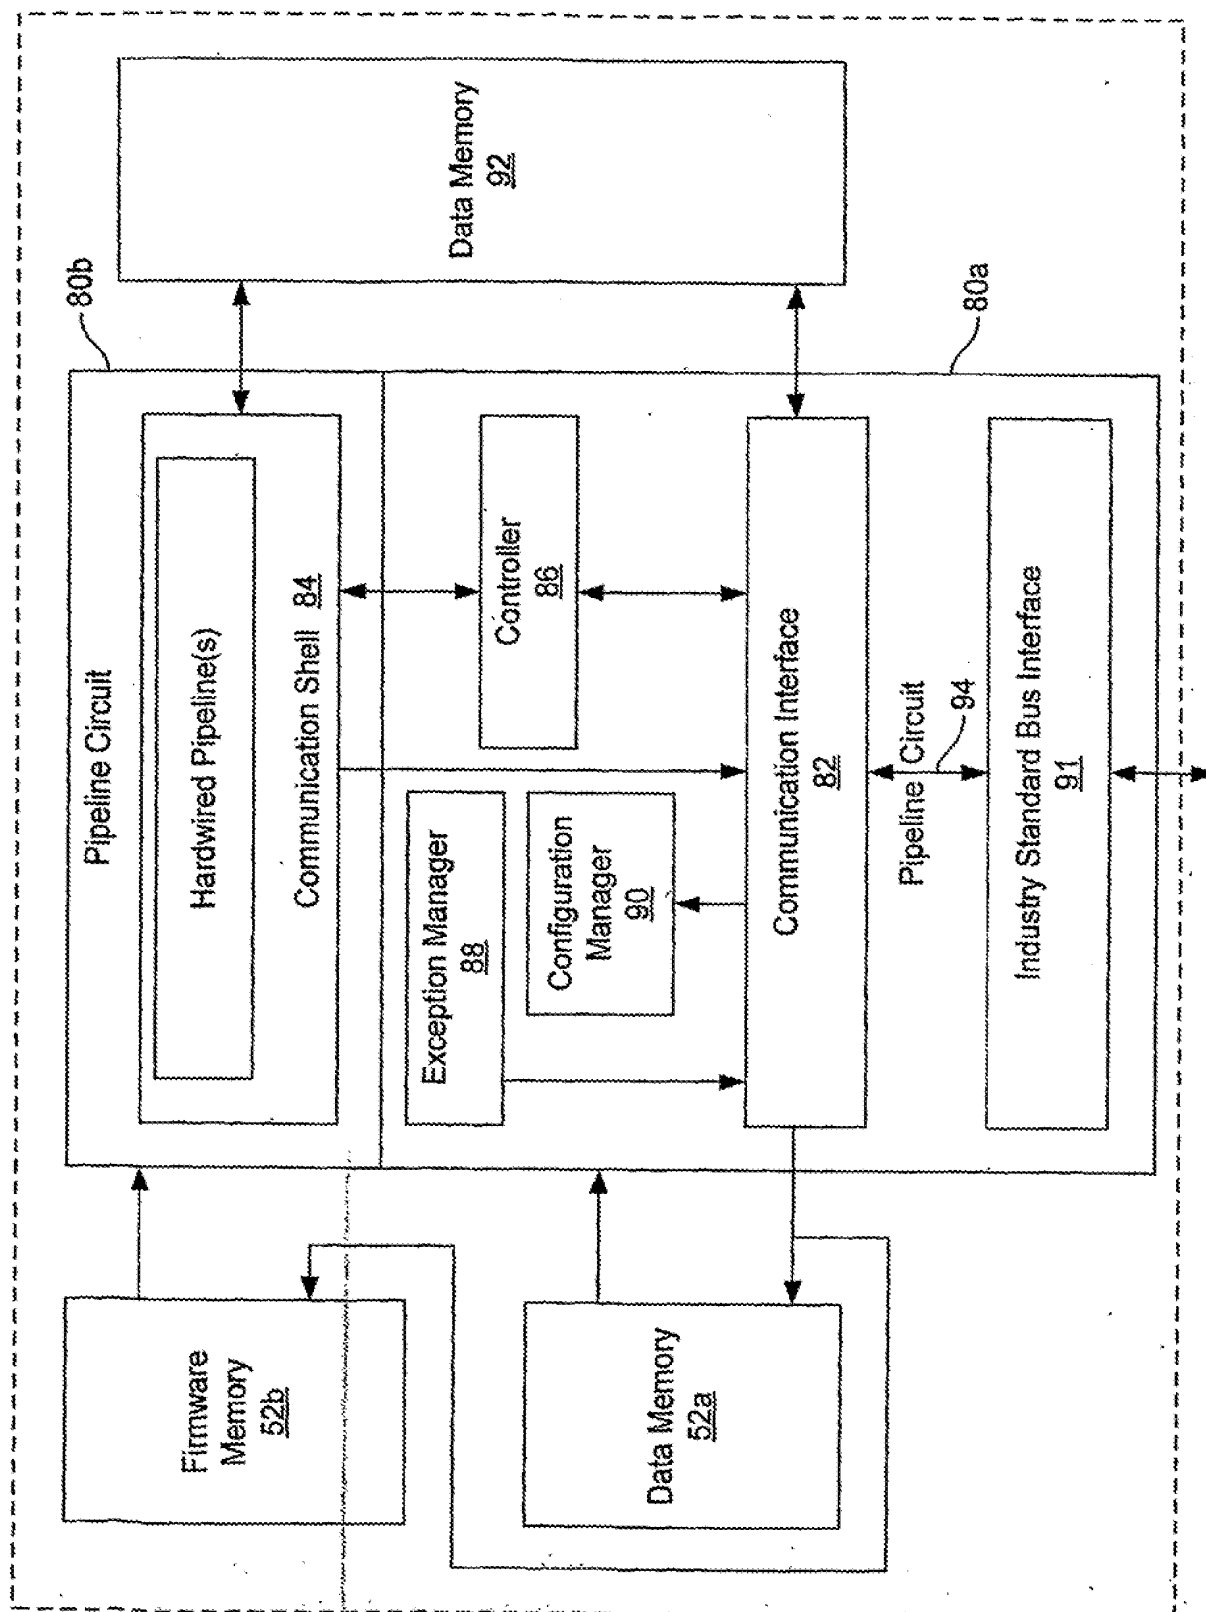 Firmware
Memory
52b
Pipeline Circuit
80b
Hardwired Pipeline(s)
Communication Shell 84
Data Memory
92
Exception Manager
88
Configuration
Manager
90
Controller
86
Data Memory
52a
Communication Interface
82
Pipeline Circuit
94
80a
Industry Standard Bus Interface
91